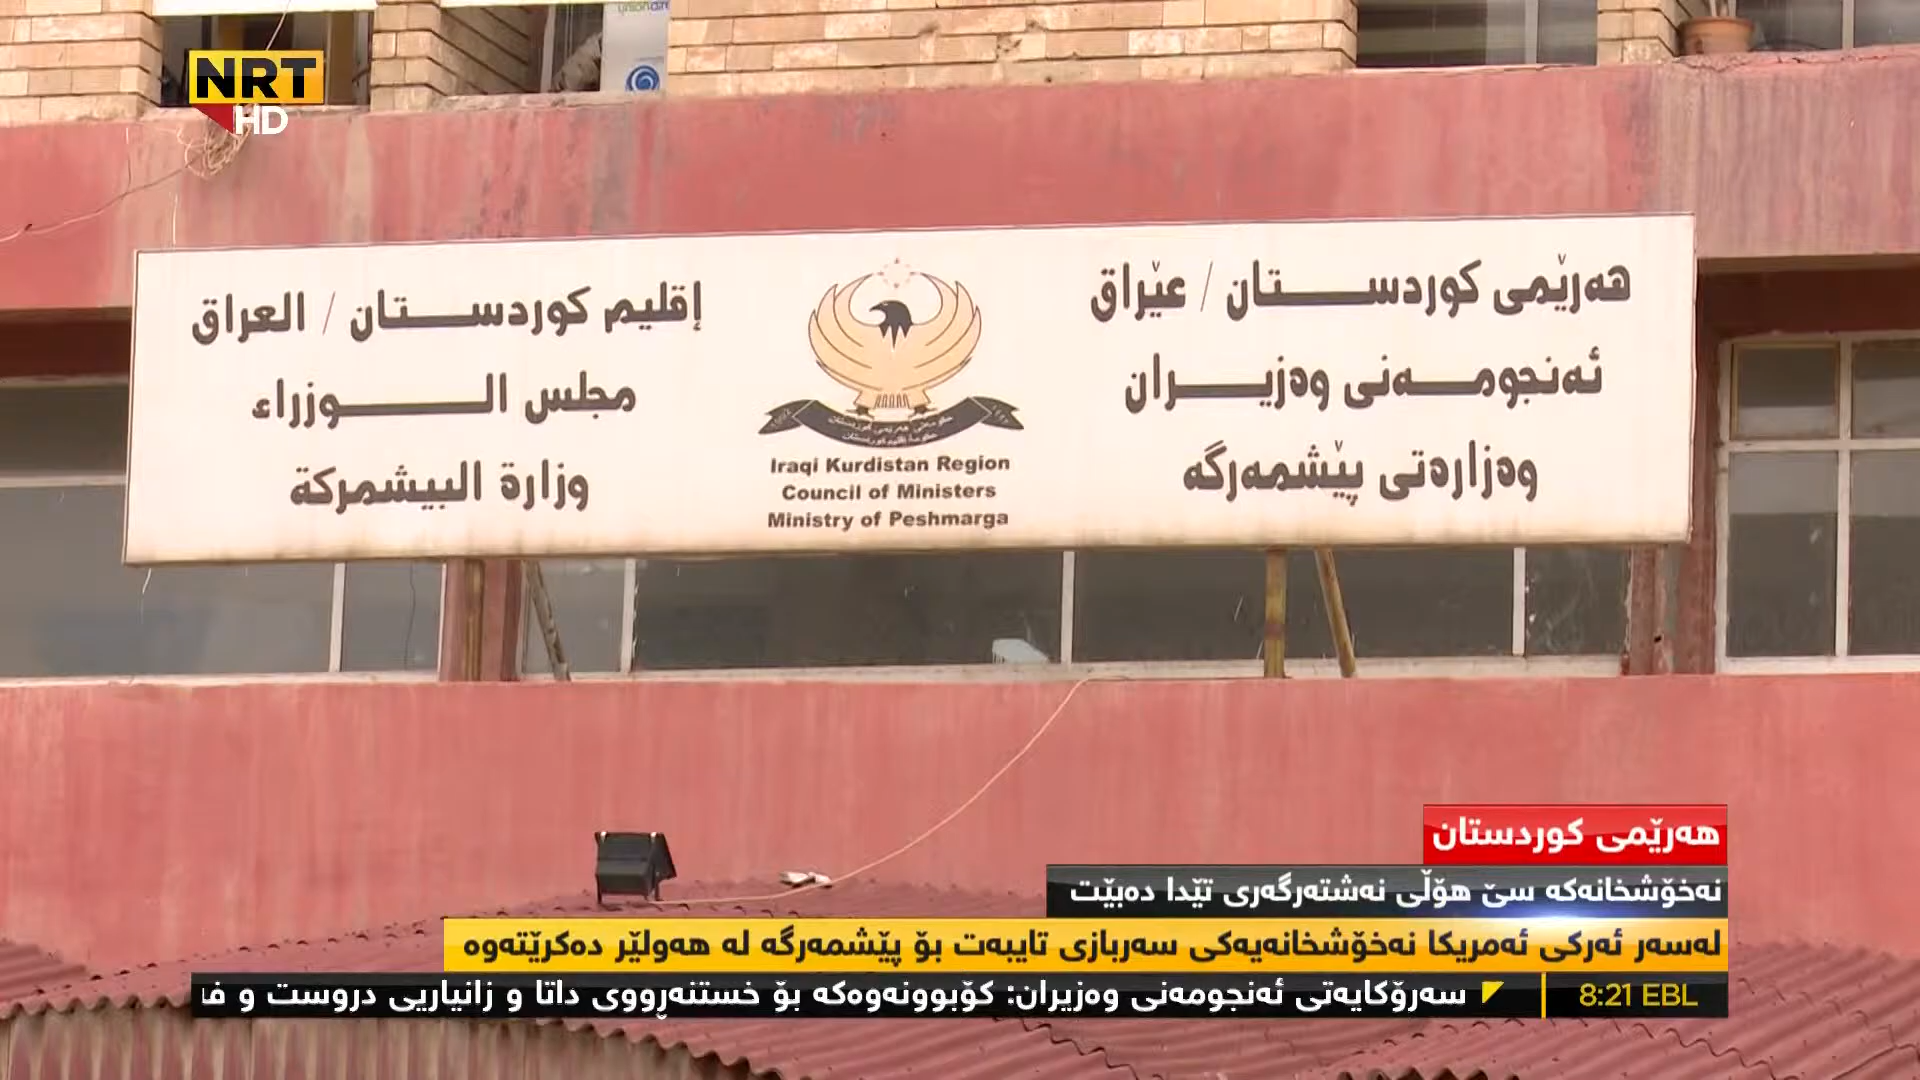 NRT
HD
هەرێمی کوردستان / عێراق
ئەنجومەنی وەزیران
وەزارەتی پێشمەرگە
إقليم كوردستان / العراق
مجلس الوزراء
وزارة البيشمركة
Iraqi Kurdistan Region
Council of Ministers
Ministry of Peshmarga
هەرێمی کوردستان
نەخۆشخانەکە سێ هۆڵی نەشتەرگەری تێدا دەبێت
لەسەر ئەرکی ئەمریکا نەخۆشخانەیەکی سەربازی تایبەت بۆ پێشمەرگە لە هەولێر دەکرێتەوە
8:21 EBL
سەرۆکایەتی ئەنجومەنی وەزیران: کۆبوونەوەکە بۆ خستنەڕووی داتا و زانیاریی دروست و